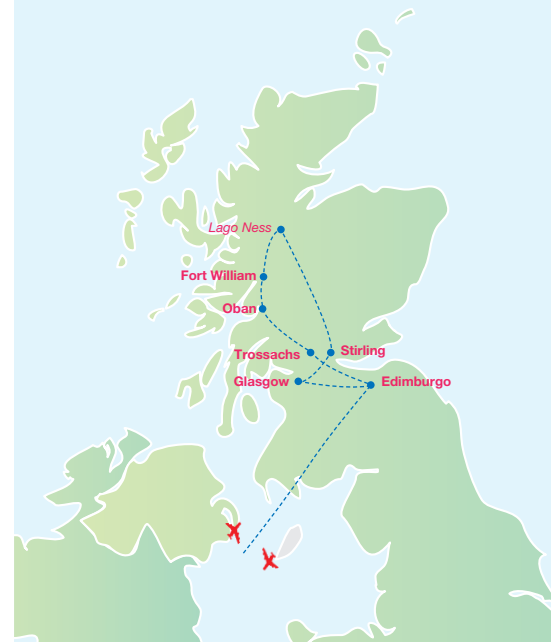 Lago Ness
Fort William
Oban
Trossachs
Stirling
Glasgow
Edimburgo